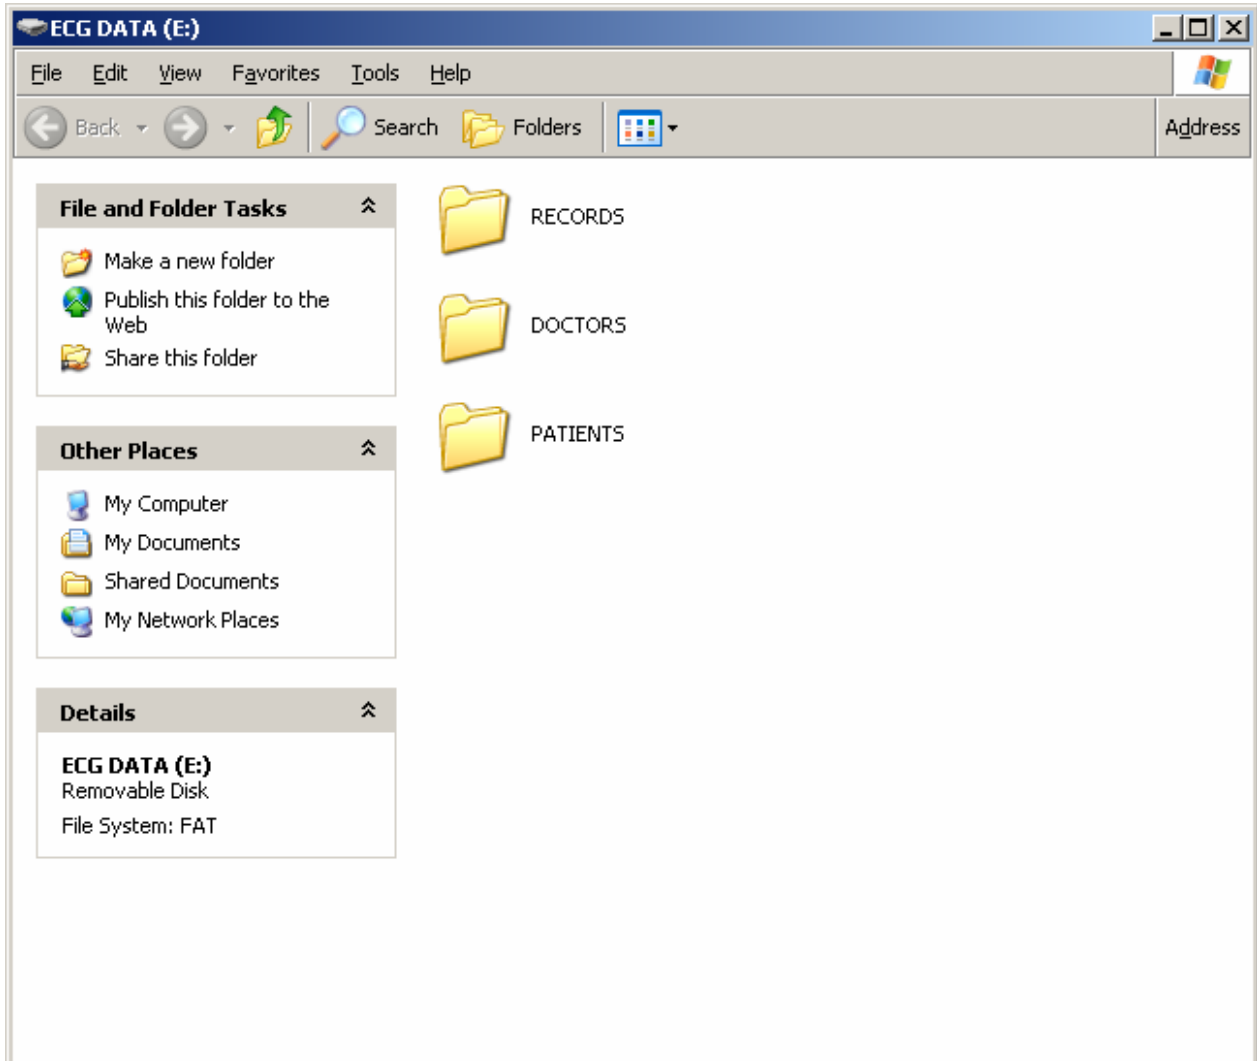 ECG DATA (E:)
File Edit View Favorites Tools Help
Back Search Folders Address
File and Folder Tasks
Make a new folder
Publish this folder to the
Web
Share this folder
Other Places
My Computer
My Documents
Shared Documents
My Network Places
Details
ECG DATA (E:)
Removable Disk
File System: FAT
RECORDS
DOCTORS
PATIENTS